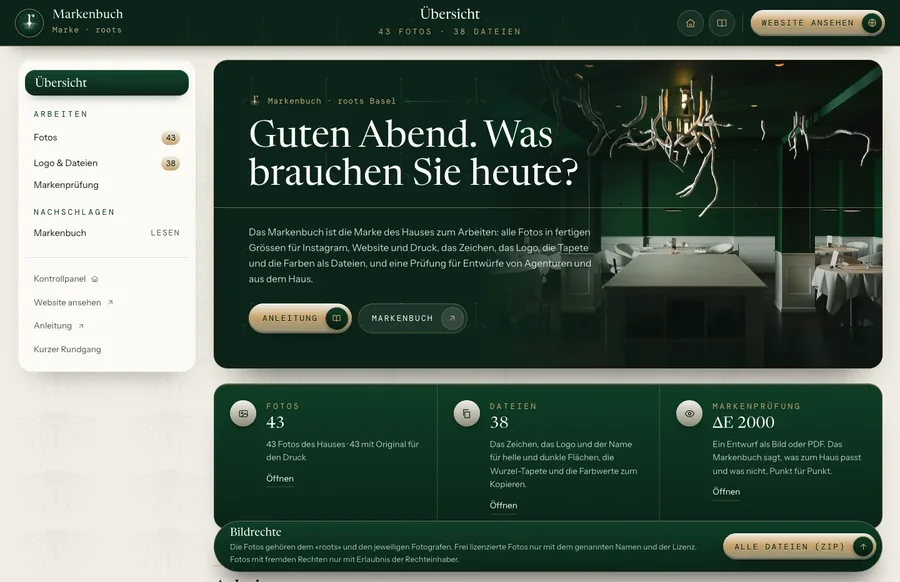 r
Markenbuch
Marke · roots
Übersicht
43 FOTOS · 38 DATEIEN
WEBSITE ANSEHEN
Übersicht
ARBEITEN
Fotos 43
Logo & Dateien 38
Markenprüfung
NACHSCHLAGEN
Markenbuch LESEN
Kontrollpanel
Website ansehen
Anleitung
Kurzer Rundgang
r Markenbuch · roots Basel
Guten Abend. Was
brauchen Sie heute?
Das Markenbuch ist die Marke des Hauses zum Arbeiten: alle Fotos in fertigen
Grössen für Instagram, Website und Druck, das Zeichen, das Logo, die Tapete
und die Farben als Dateien, und eine Prüfung für Entwürfe von Agenturen und
aus dem Haus.
ANLEITUNG
MARKENBUCH
FOTOS
43
43 Fotos des Hauses · 43 mit Original für
den Druck
Öffnen
DATEIEN
38
Das Zeichen, das Logo und der Name
für helle und dunkle Flächen, die
Wurzel-Tapete und die Farbwerte zum
Kopieren.
Öffnen
MARKENPRÜFUNG
ΔE 2000
Ein Entwurf als Bild oder PDF. Das
Markenbuch sagt, was zum Haus passt
und was nicht, Punkt für Punkt.
Öffnen
Bildrechte
Die Fotos gehören dem «roots» und den jeweiligen Fotografen. Frei lizenzierte Fotos nur mit dem genannten Namen und der Lizenz.
Fotos mit fremden Rechten nur mit Erlaubnis der Rechteinhaber.
ALLE DATEIEN (ZIP)